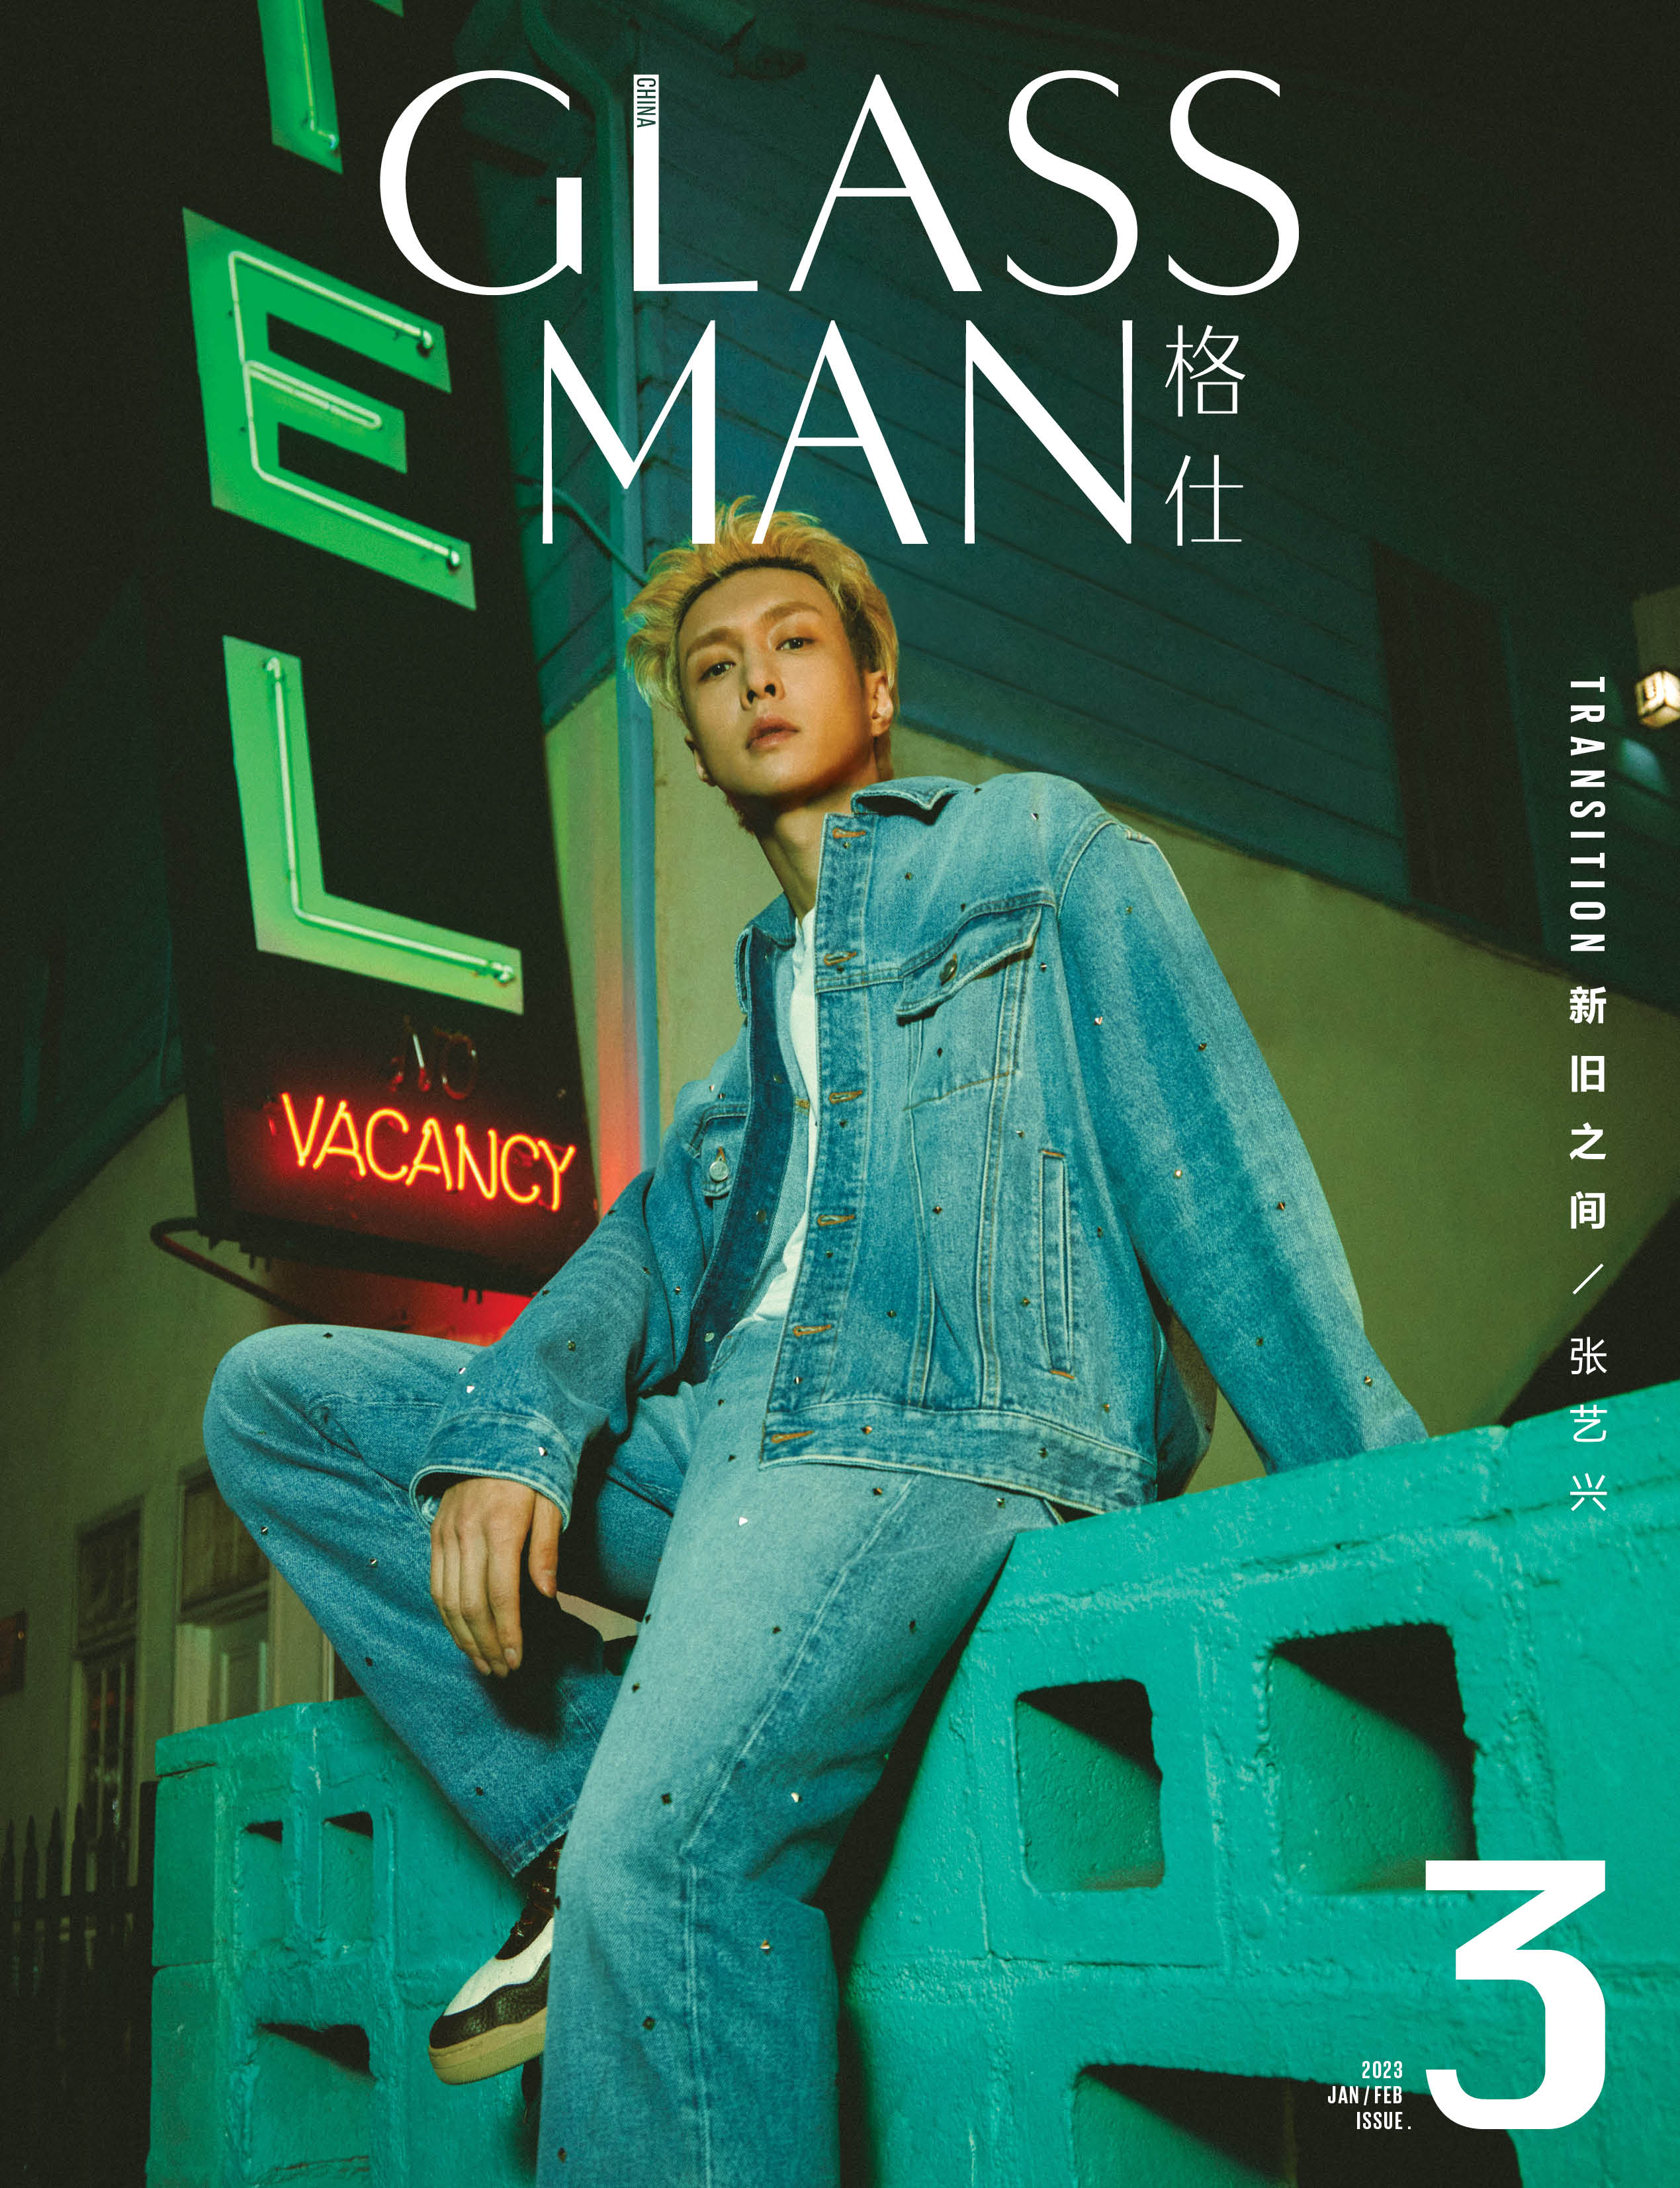 GLASS
CHINA
MAN
格仕
TRANSITION 新旧之间 / 张艺兴
EL
NO
VACANCY
3
2023
JAN / FEB
ISSUE.